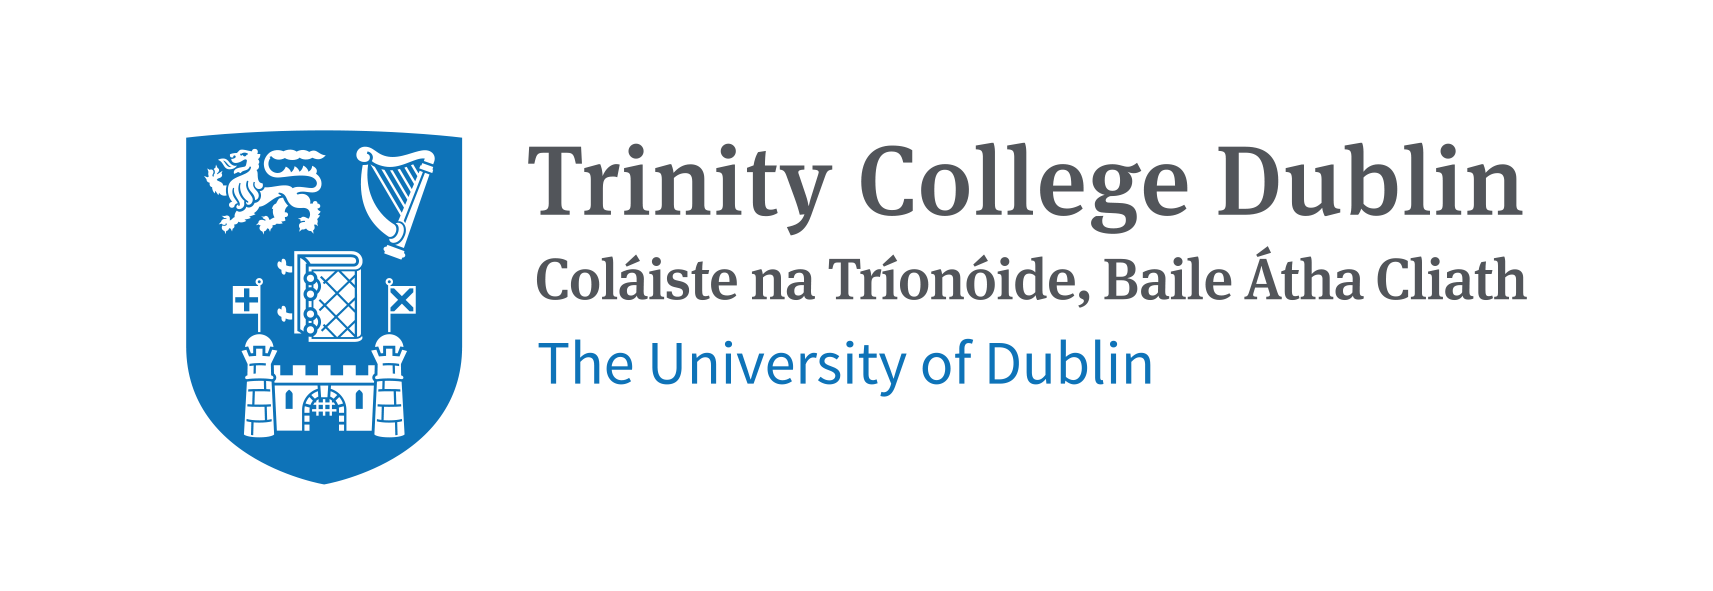 Trinity College Dublin
Coláiste na Tríonóide, Baile Átha Cliath
The University of Dublin